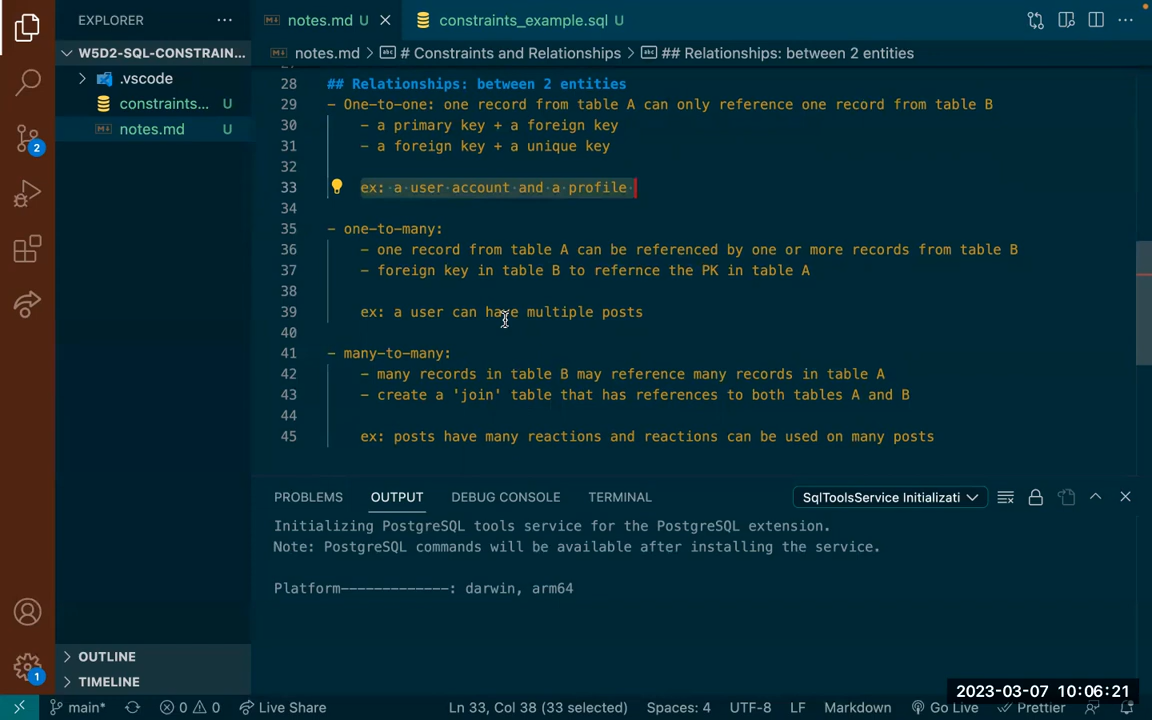 EXPLORER
notes.md U
constraints_example.sql U
W5D2-SQL-CONSTRAIN...
notes.md > # Constraints and Relationships > ## Relationships: between 2 entities
.vscode
constraints... U
notes.md U
28 ## Relationships: between 2 entities
29 - One-to-one: one record from table A can only reference one record from table B
30 - a primary key + a foreign key
31 - a foreign key + a unique key
32
33 ex: a user account and a profile
34
35 - one-to-many:
36 - one record from table A can be referenced by one or more records from table B
37 - foreign key in table B to refernce the PK in table A
38
39 ex: a user can have multiple posts
40
41 - many-to-many:
42 - many records in table B may reference many records in table A
43 - create a 'join' table that has references to both tables A and B
44
45 ex: posts have many reactions and reactions can be used on many posts
2
PROBLEMS OUTPUT DEBUG CONSOLE TERMINAL SqlToolsService Initializati
Initializing PostgreSQL tools service for the PostgreSQL extension.
Note: PostgreSQL commands will be available after installing the service.
Platform-------------: darwin, arm64
OUTLINE
TIMELINE
1
2023-03-07 10:06:21
main* 0 0 Live Share Ln 33, Col 38 (33 selected) Spaces: 4 UTF-8 LF Markdown Go Live Prettier